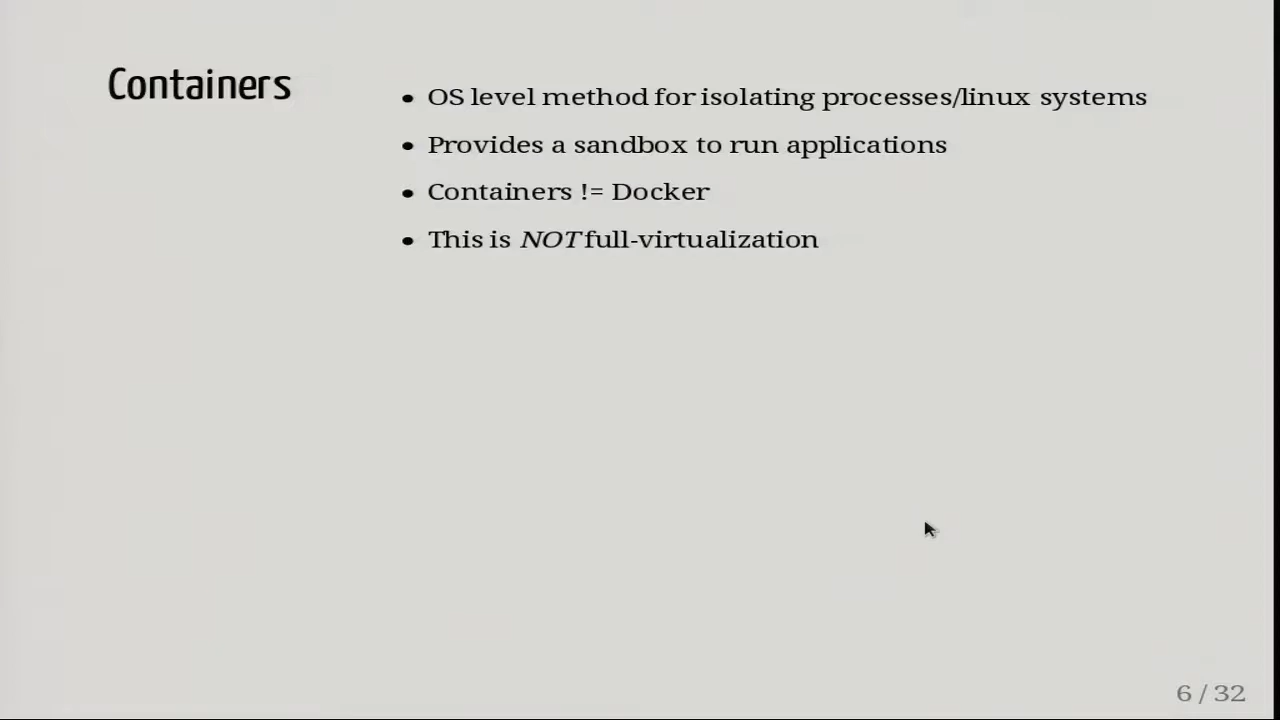 Containers
• OS level method for isolating processes/linux systems
• Provides a sandbox to run applications
• Containers != Docker
• This is NOT full-virtualization
6 / 32